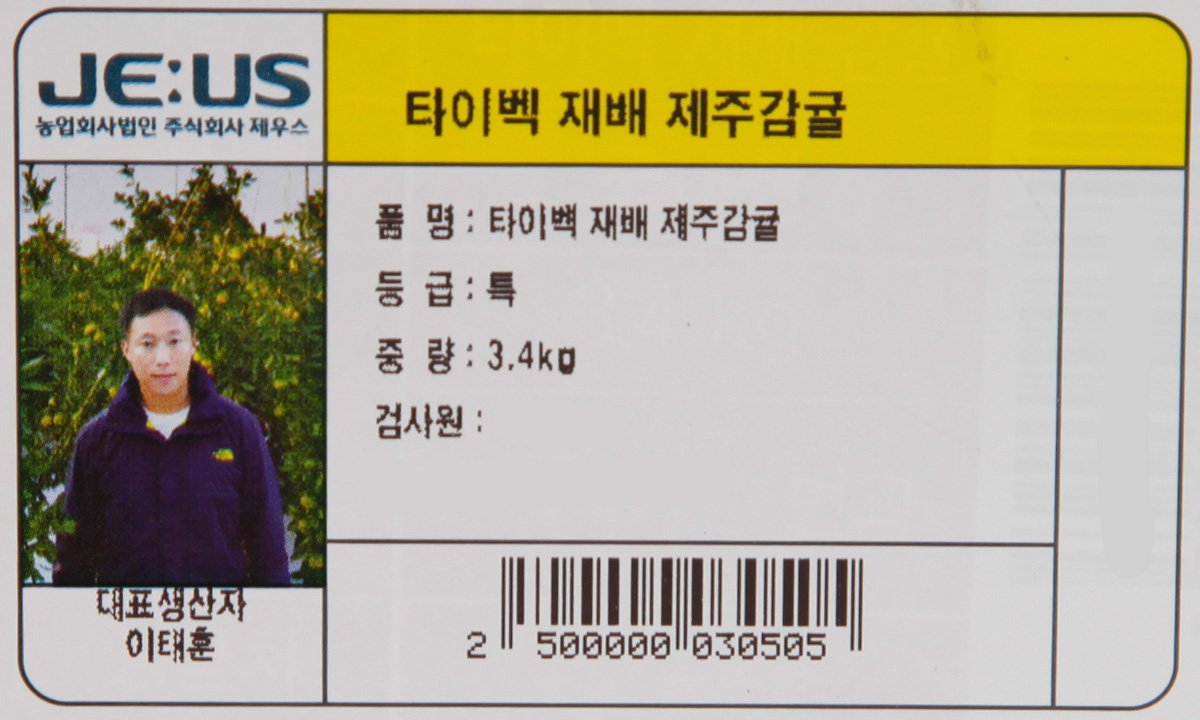 JE:US
농업회사법인 주식회사 제우스
타이벡 재배 제주감귤
품 명 : 타이벡 재배 제주감귤
등 급 : 특
중 량 : 3.4kg
검사원 :
대표생산자
이태훈
2 500000 030505